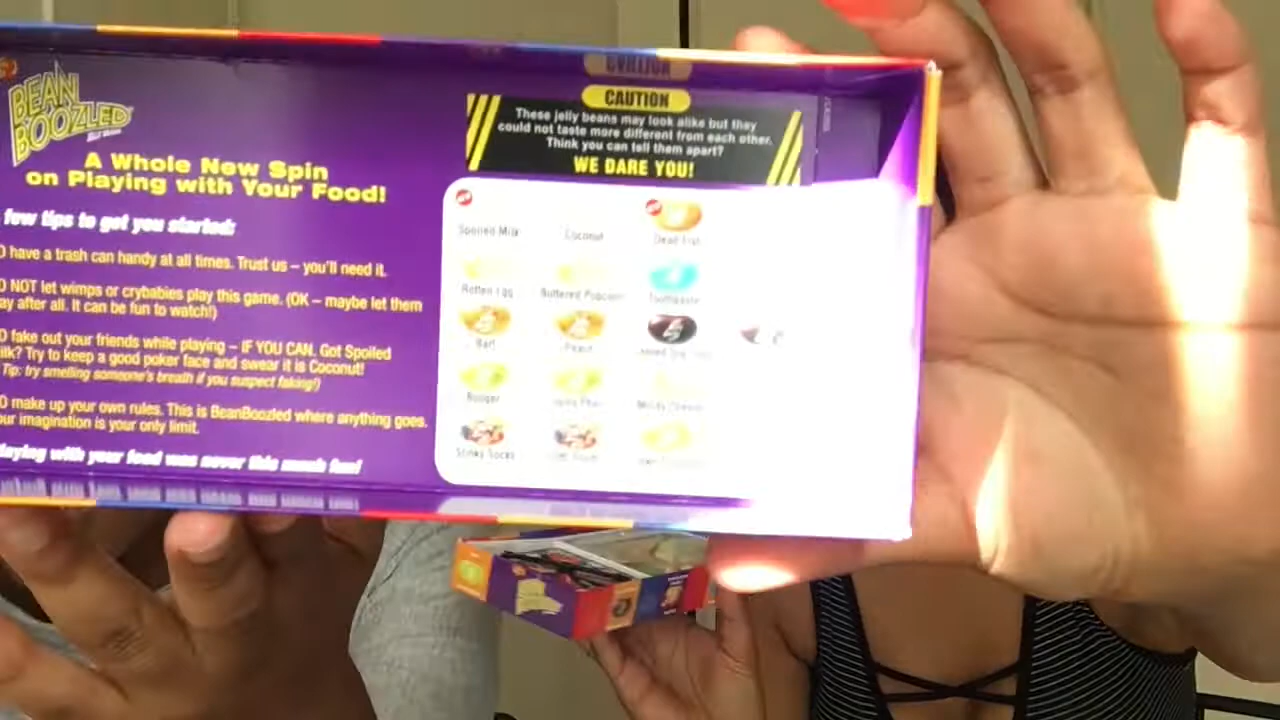 BEAN
BOOZLED
A Whole New Spin
on Playing with Your Food!
few tips to get you started:
O have a trash can handy at all times. Trust us – you'll need it.
O NOT let wimps or crybabies play this game. (OK – maybe let them
ay after all. It can be fun to watch!)
O fake out your friends while playing – IF YOU CAN. Got Spoiled
ilk? Try to keep a good poker face and swear it is Coconut!
Tip: try smelling someone's breath if you suspect faking!)
O make up your own rules. This is BeanBoozled where anything goes.
our imagination is your only limit.
laying with your food was never this much fun!
CAUTION
These jelly beans may look alike but they
could not taste more different from each other.
Think you can tell them apart?
WE DARE YOU!
Spoiled Milk
Coconut
Dead Fish
Rotten Egg
Buttered Popcorn
Toothpaste
Barf
Peach
Booger
Moldy Cheese
Stinky Socks